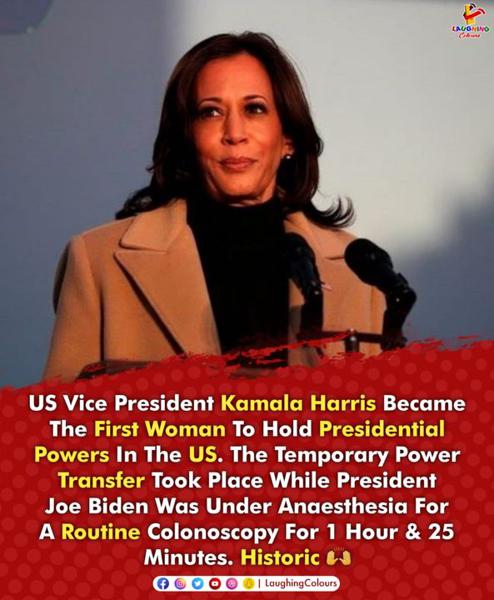 LAUGHING
Colours
US Vice President Kamala Harris Became
The First Woman To Hold Presidential
Powers In The US. The Temporary Power
Transfer Took Place While President
Joe Biden Was Under Anaesthesia For
A Routine Colonoscopy For 1 Hour & 25
Minutes. Historic 🙌
| LaughingColours